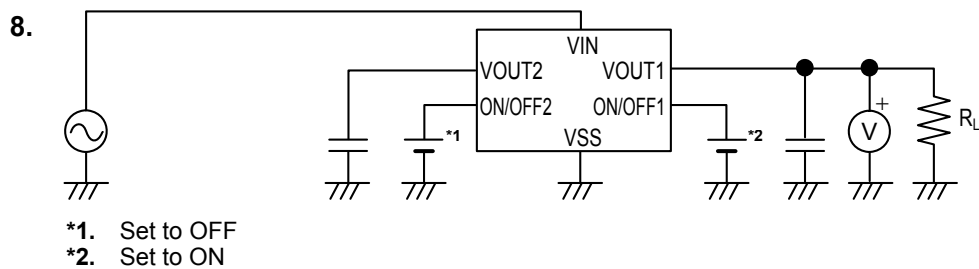 8.
VIN
VOUT2 VOUT1
ON/OFF2 ON/OFF1
*1 VSS *2
+
V
RL
*1. Set to OFF
*2. Set to ON